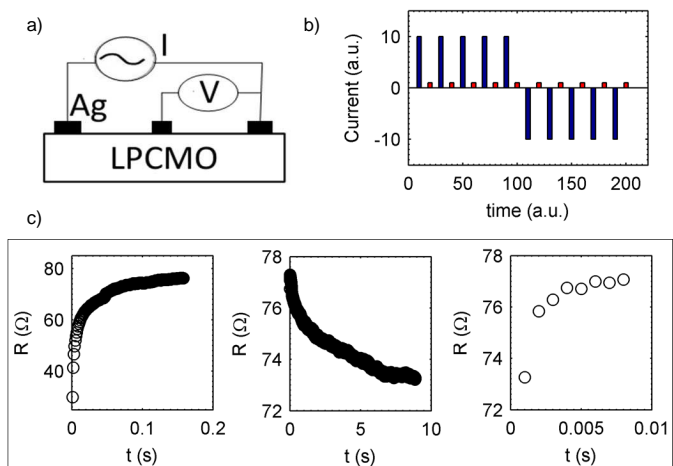 a)
I
V
Ag
LPCMO
b)
Current (a.u.)
10
0
-10
0 50 100 150 200
time (a.u.)
c)
R (Ω)
80
60
40
0 0.1 0.2
t (s)
R (Ω)
78
76
74
72
0 5 10
t (s)
R (Ω)
78
76
74
72
0 0.005 0.01
t (s)